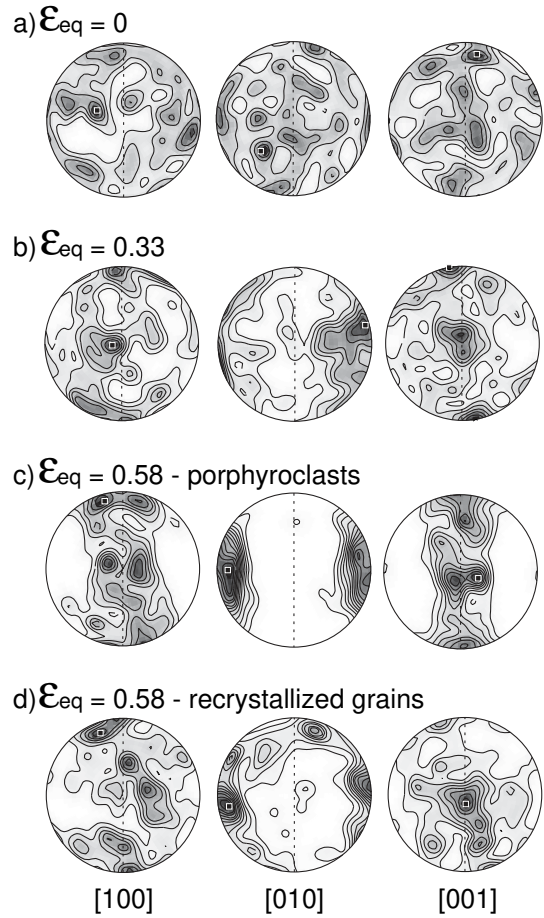 a) εeq = 0
b) εeq = 0.33
c) εeq = 0.58 - porphyroclasts
d) εeq = 0.58 - recrystallized grains
[100] [010] [001]